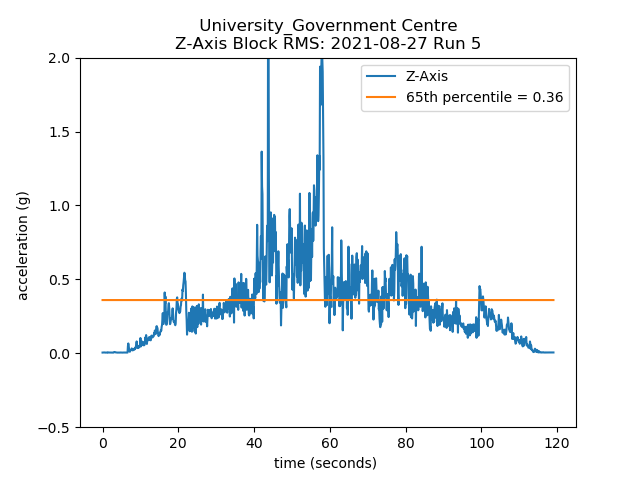 University_Government Centre
Z-Axis Block RMS: 2021-08-27 Run 5
Z-Axis
65th percentile = 0.36
2.0
1.5
1.0
0.5
0.0
−0.5
acceleration (g)
0 20 40 60 80 100 120
time (seconds)